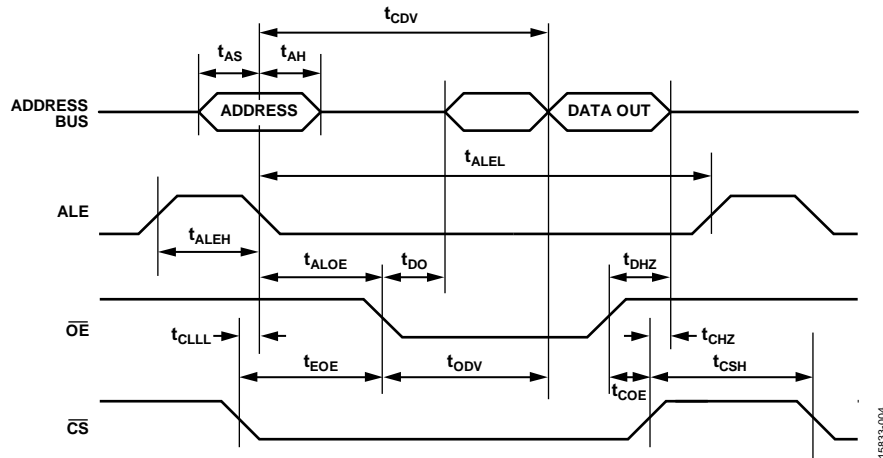 tCDV
tAS
tAH
ADDRESS
BUS
ADDRESS
DATA OUT
tALEL
ALE
tALEH
tALOE
tDO
tDHZ
OE
tCLLL
tCHZ
tEOE
tODV
tCSH
tCOE
CS
15833-004